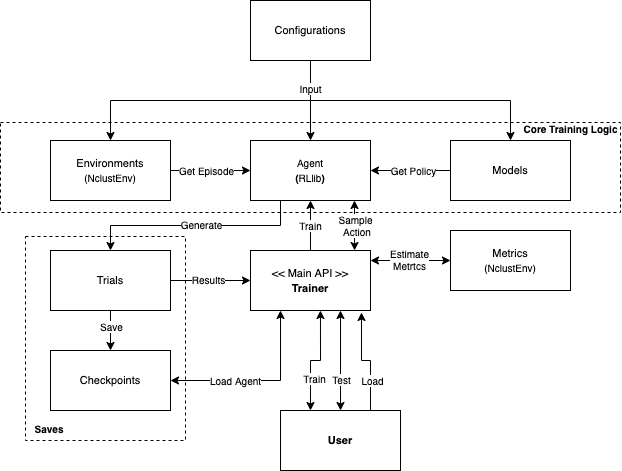 Configurations
Input
Core Training Logic
Environments
(NclustEnv)
Get Episode
Agent
(RLlib)
Get Policy
Models
Generate
Train
Sample
Action
Trials
Results
<< Main API >>
Trainer
Estimate
Metrtcs
Metrics
(NclustEnv)
Save
Checkpoints
Load Agent
Train
Test
Load
Saves
User